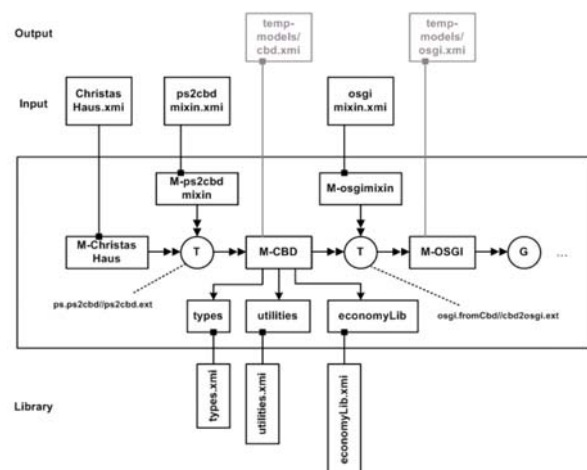 Output
temp-
models/
cbd.xmi
temp-
models/
osgi.xmi
Input
Christas
Haus.xmi
ps2cbd
mixin.xmi
osgi
mixin.xmi
M-ps2cbd
mixin
M-osgimixin
M-Christas
Haus
T
M-CBD
T
M-OSGI
G
...
ps.ps2cbd//ps2cbd.ext
types
utilities
economyLib
osgi.fromCbd//cbd2osgi.ext
Library
types.xmi
utilities.xmi
economyLib.xmi